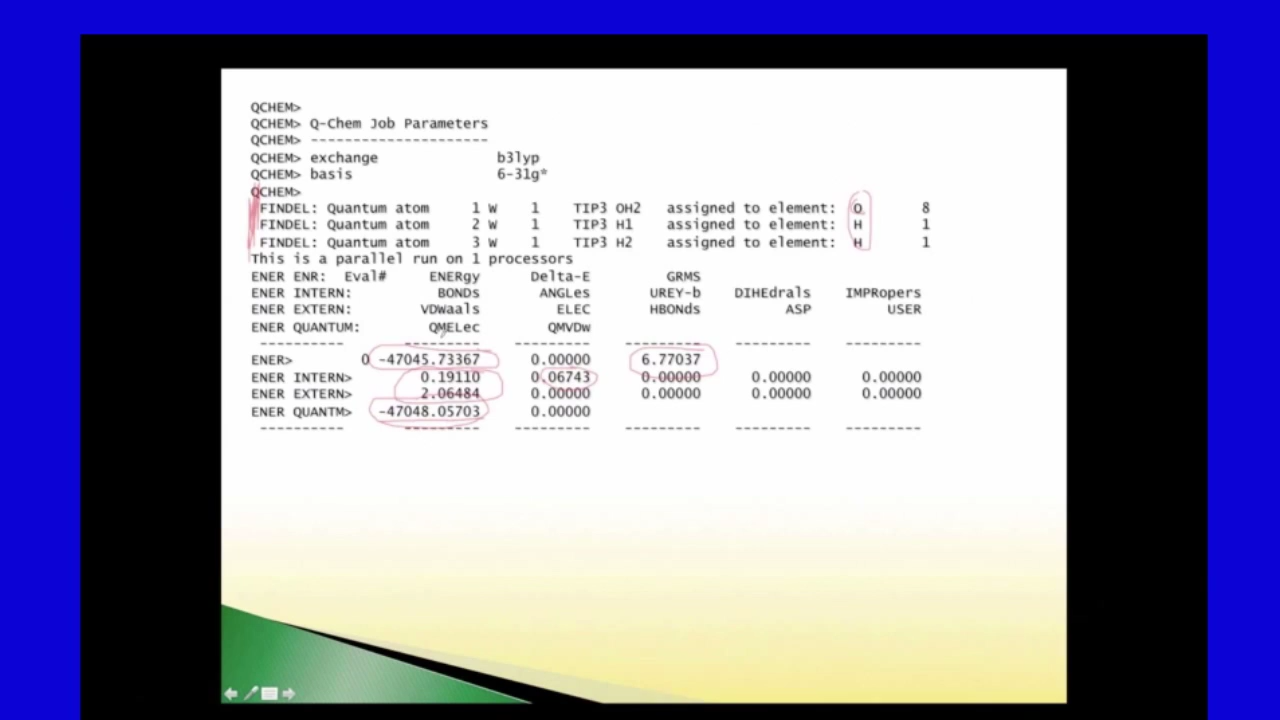 QCHEM>
QCHEM> Q-Chem Job Parameters
QCHEM> ---------------------
QCHEM> exchange b3lyp
QCHEM> basis 6-31g*
QCHEM>
FINDEL: Quantum atom 1 W 1 TIP3 OH2 assigned to element: O 8
FINDEL: Quantum atom 2 W 1 TIP3 H1 assigned to element: H 1
FINDEL: Quantum atom 3 W 1 TIP3 H2 assigned to element: H 1
This is a parallel run on 1 processors
ENER ENR: Eval# ENERgy Delta-E GRMS
ENER INTERN: BONDs ANGLes UREY-b DIHEdrals IMPRopers
ENER EXTERN: VDWaals ELEC HBONds ASP USER
ENER QUANTUM: QMELec QMVDw
---------- --------- --------- --------- --------- ---------
ENER> 0 -47045.73367 0.00000 6.77037
ENER INTERN> 0.19110 0.06743 0.00000 0.00000 0.00000
ENER EXTERN> 2.06484 0.00000 0.00000 0.00000 0.00000
ENER QUANTM> -47048.05703 0.00000
---------- --------- --------- --------- --------- ---------